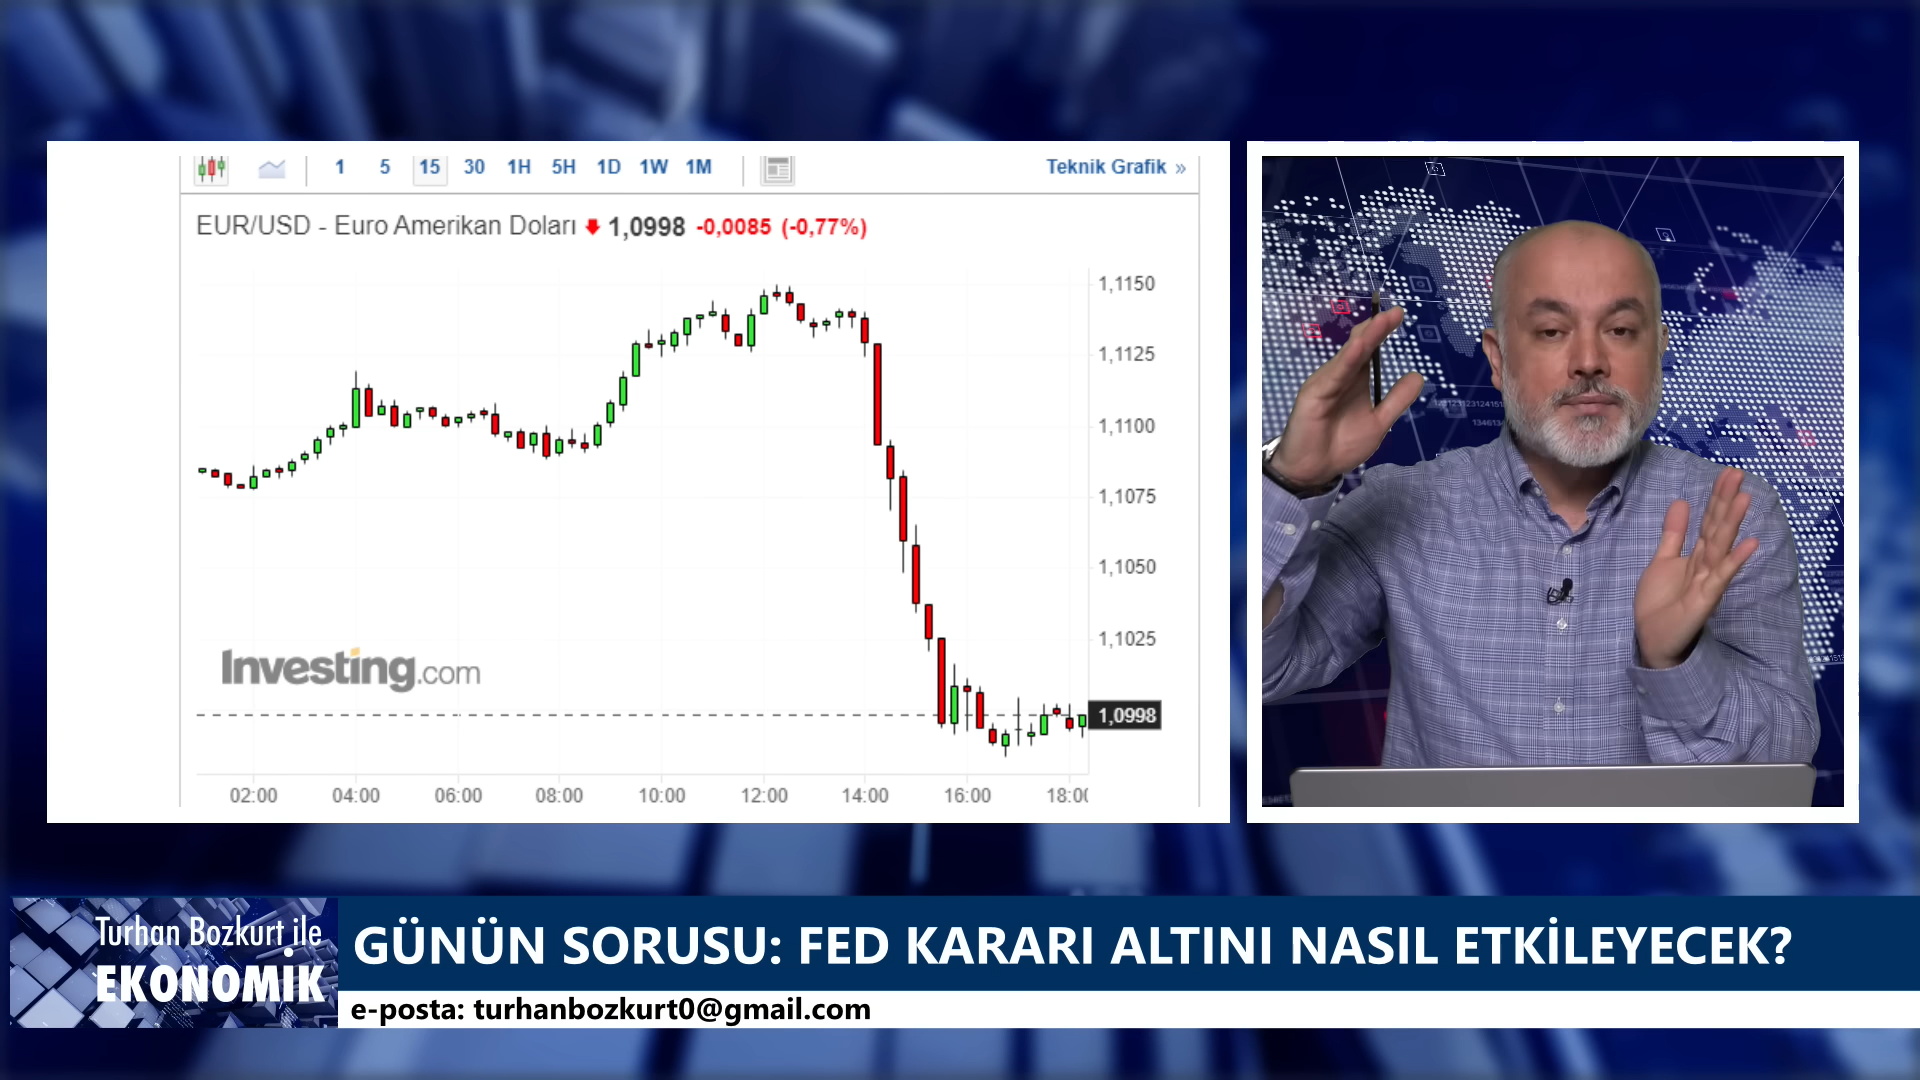 1 5 15 30 1H 5H 1D 1W 1M Teknik Grafik »
EUR/USD - Euro Amerikan Doları 1,0998 -0,0085 (-0,77%)
1,1150
1,1125
1,1100
1,1075
1,1050
1,1025
1,0998
Investing.com
02:00 04:00 06:00 08:00 10:00 12:00 14:00 16:00
Turhan Bozkurt ile
EKONOMİK
GÜNÜN SORUSU: FED KARARI ALTINI NASIL ETKİLEYECEK?
e-posta: turhanbozkurt0@gmail.com